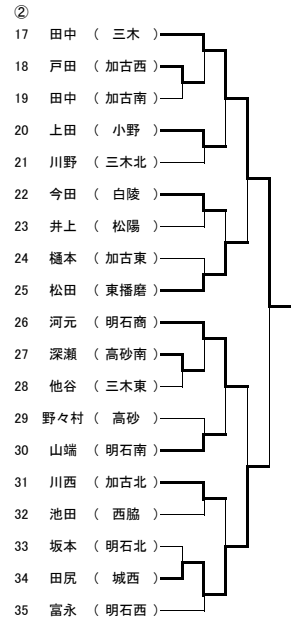 ②
17 田中 （ 三木 ）
18 戸田 （ 加古西 ）
19 田中 （ 加古南 ）
20 上田 （ 小野 ）
21 川野 （ 三木北 ）
22 今田 （ 白陵 ）
23 井上 （ 松陽 ）
24 樋本 （ 加古東 ）
25 松田 （ 東播磨 ）
26 河元 （ 明石商 ）
27 深瀬 （ 高砂南 ）
28 他谷 （ 三木東 ）
29 野々村 （ 高砂 ）
30 山端 （ 明石南 ）
31 川西 （ 加古北 ）
32 池田 （ 西脇 ）
33 坂本 （ 明石北 ）
34 田尻 （ 城西 ）
35 富永 （ 明石西 ）